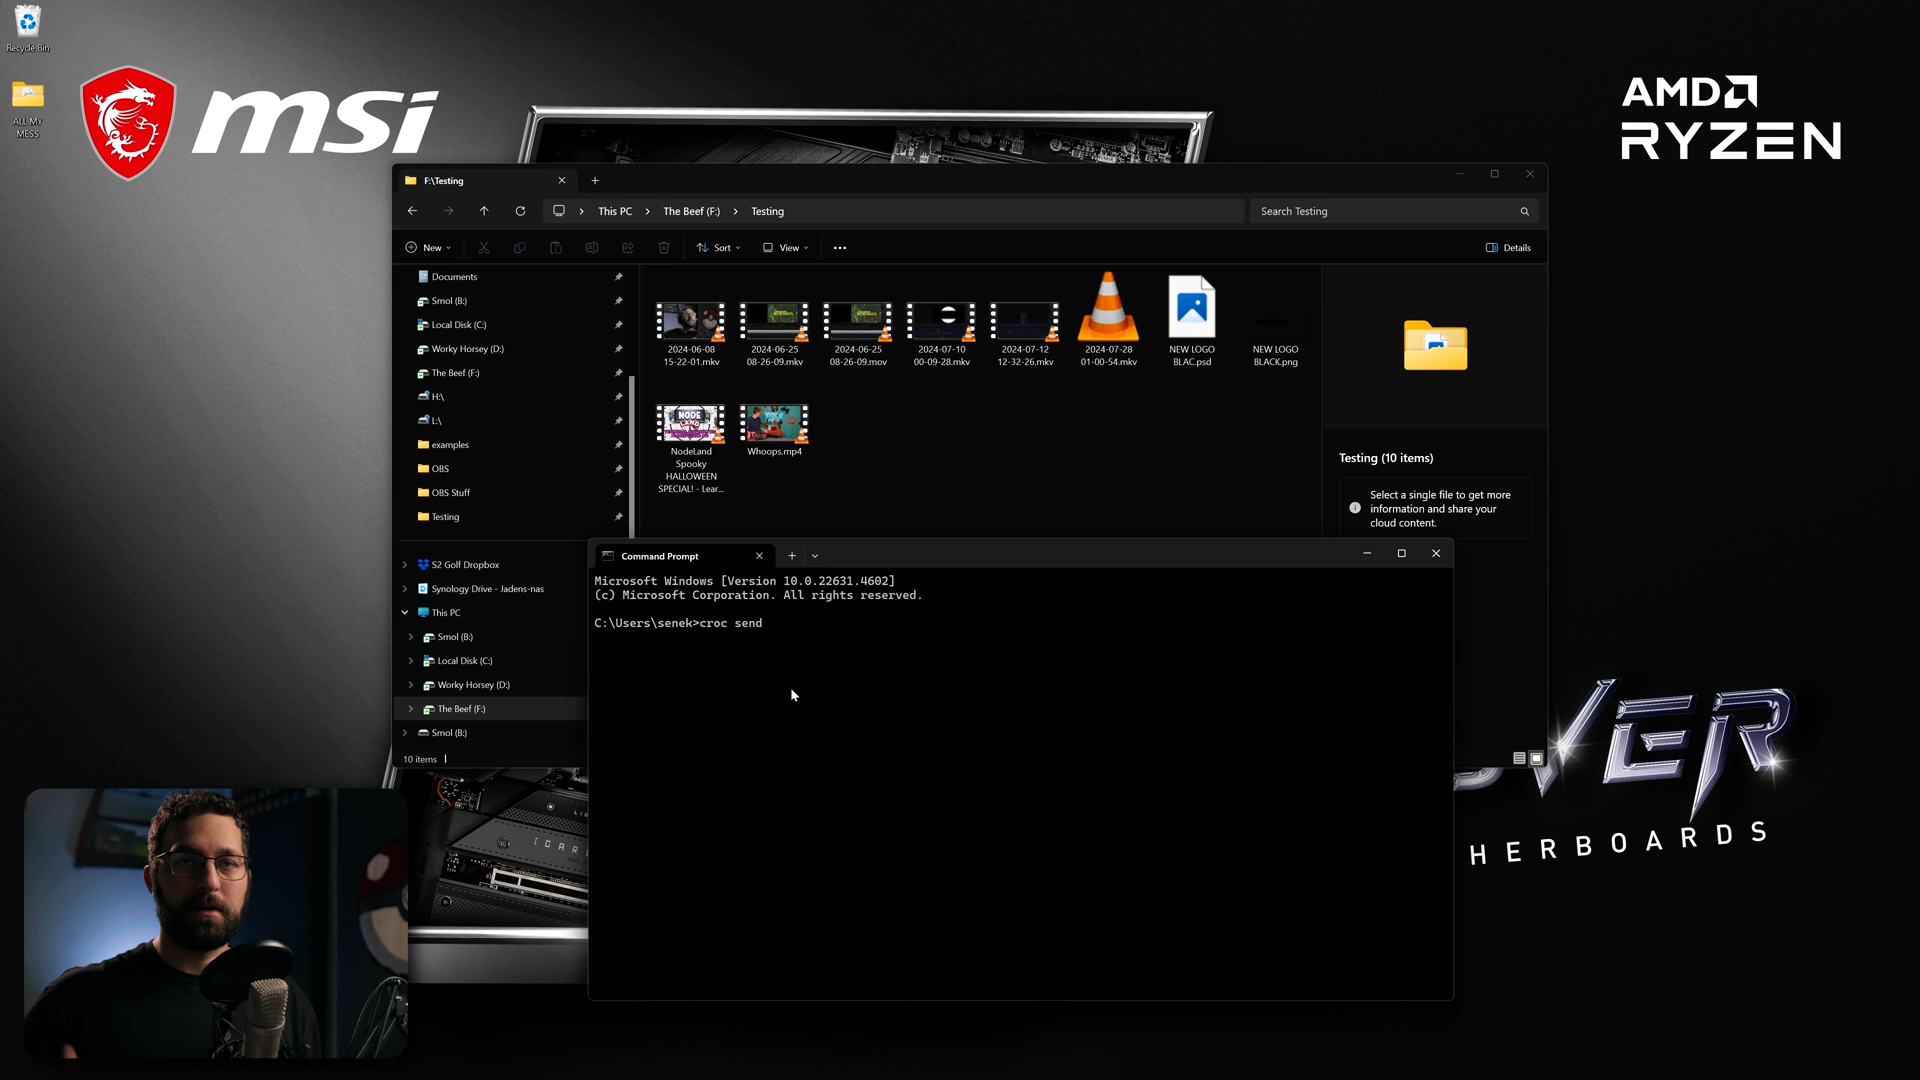 Recycle Bin
ALL MY
MESS
msi
AMD
RYZEN
F:\Testing
This PC
The Beef (F:)
Testing
Search Testing
New
Sort
View
Details
Documents
Smol (B:)
Local Disk (C:)
Worky Horsey (D:)
The Beef (F:)
H:\
L:\
examples
OBS
OBS Stuff
Testing
S2 Golf Dropbox
Synology Drive - Jadens-nas
This PC
Smol (B:)
Local Disk (C:)
Worky Horsey (D:)
The Beef (F:)
Smol (B:)
10 items
2024-06-08
15-22-01.mkv
2024-06-25
08-26-09.mkv
2024-06-25
08-26-09.mov
2024-07-10
00-09-28.mkv
2024-07-12
12-32-26.mkv
2024-07-28
01-00-54.mkv
NEW LOGO
BLAC.psd
NEW LOGO
BLACK.png
NODE
LAND
NodeLand
Spooky
HALLOWEEN
SPECIAL! - Lear...
Whoops.mp4
Testing (10 items)
Select a single file to get more
information and share your
cloud content.
Command Prompt
Microsoft Windows [Version 10.0.22631.4602]
(c) Microsoft Corporation. All rights reserved.
C:\Users\senek>croc send
VER
HERBOARDS